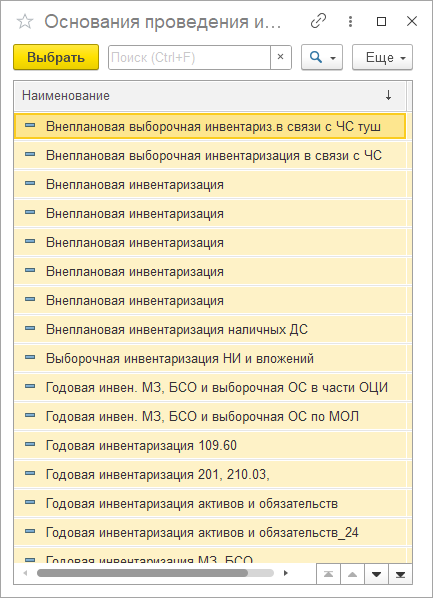 Основания проведения и...
Выбрать
Поиск (Ctrl+F)
×
Еще
Наименование
Внеплановая выборочная инвентариз.в связи с ЧС туш
Внеплановая выборочная инвентаризация в связи с ЧС
Внеплановая инвентаризация
Внеплановая инвентаризация
Внеплановая инвентаризация
Внеплановая инвентаризация
Внеплановая инвентаризация
Внеплановая инвентаризация наличных ДС
Выборочная инвентаризация НИ и вложений
Годовая инвен. МЗ, БСО и выборочная ОС в части ОЦИ
Годовая инвен. МЗ, БСО и выборочная ОС по МОЛ
Годовая инвентаризация 109.60
Годовая инвентаризация 201, 210.03,
Годовая инвентаризация активов и обязательств
Годовая инвентаризация активов и обязательств_24
Годовая инвентаризация МЗ, БСО